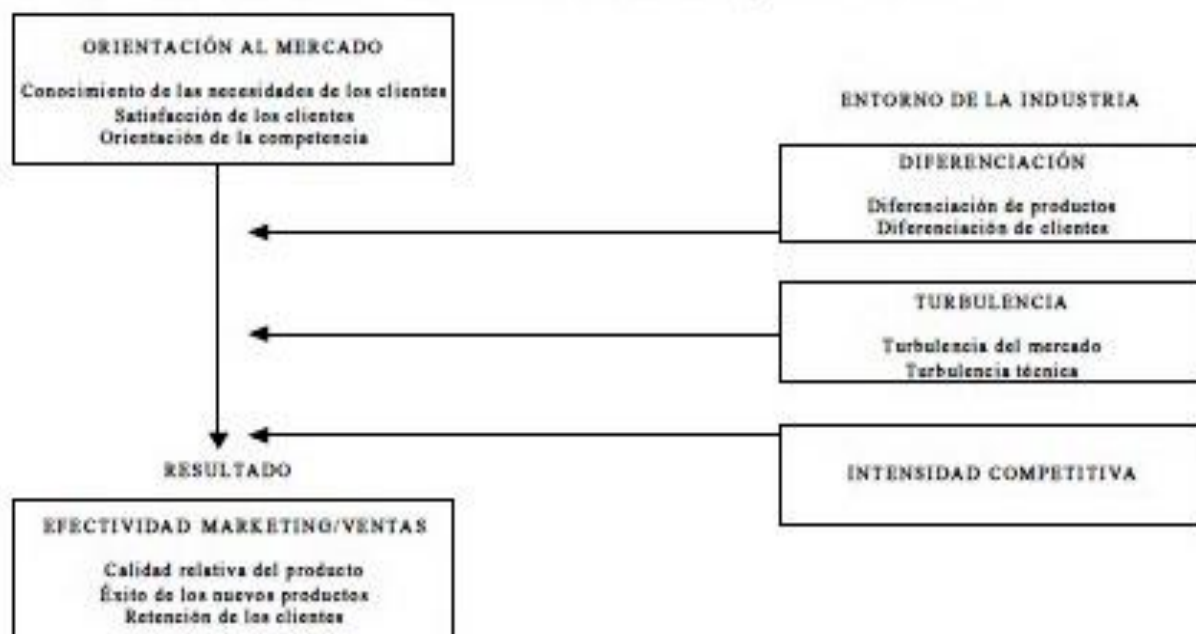 ORIENTACIÓN AL MERCADO
Conocimiento de las necesidades de los clientes
Satisfacción de los clientes
Orientación de la competencia
ENTORNO DE LA INDUSTRIA
DIFERENCIACIÓN
Diferenciación de productos
Diferenciación de clientes
TURBULENCIA
Turbulencia del mercado
Turbulencia técnica
INTENSIDAD COMPETITIVA
RESULTADO
EFECTIVIDAD MARKETING/VENTAS
Calidad relativa del producto
Éxito de los nuevos productos
Retención de los clientes